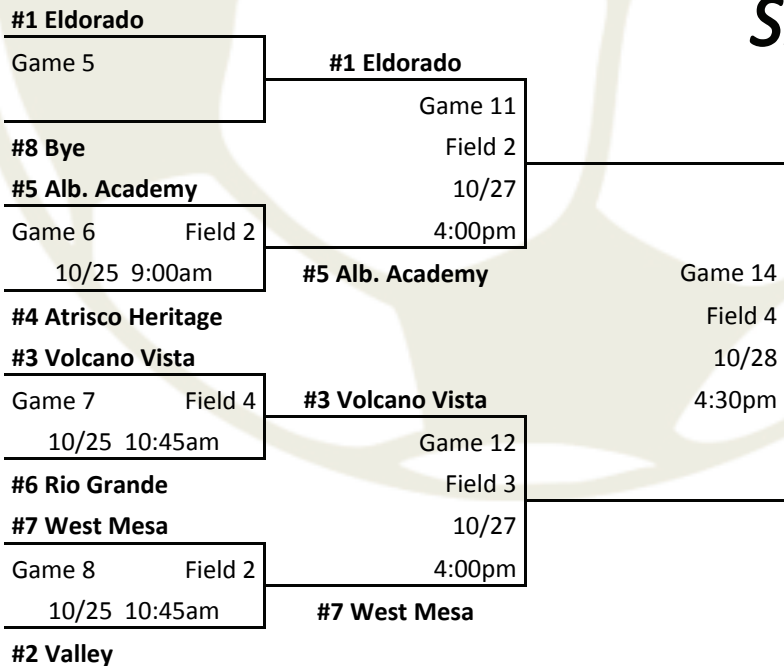 #1 Eldorado
S
Game 5
#1 Eldorado
Game 11
#8 Bye
Field 2
#5 Alb. Academy
10/27
Game 6 Field 2
4:00pm
10/25 9:00am
#5 Alb. Academy
Game 14
#4 Atrisco Heritage
Field 4
#3 Volcano Vista
10/28
Game 7 Field 4
#3 Volcano Vista
4:30pm
10/25 10:45am
Game 12
#6 Rio Grande
Field 3
#7 West Mesa
10/27
Game 8 Field 2
4:00pm
10/25 10:45am
#7 West Mesa
#2 Valley